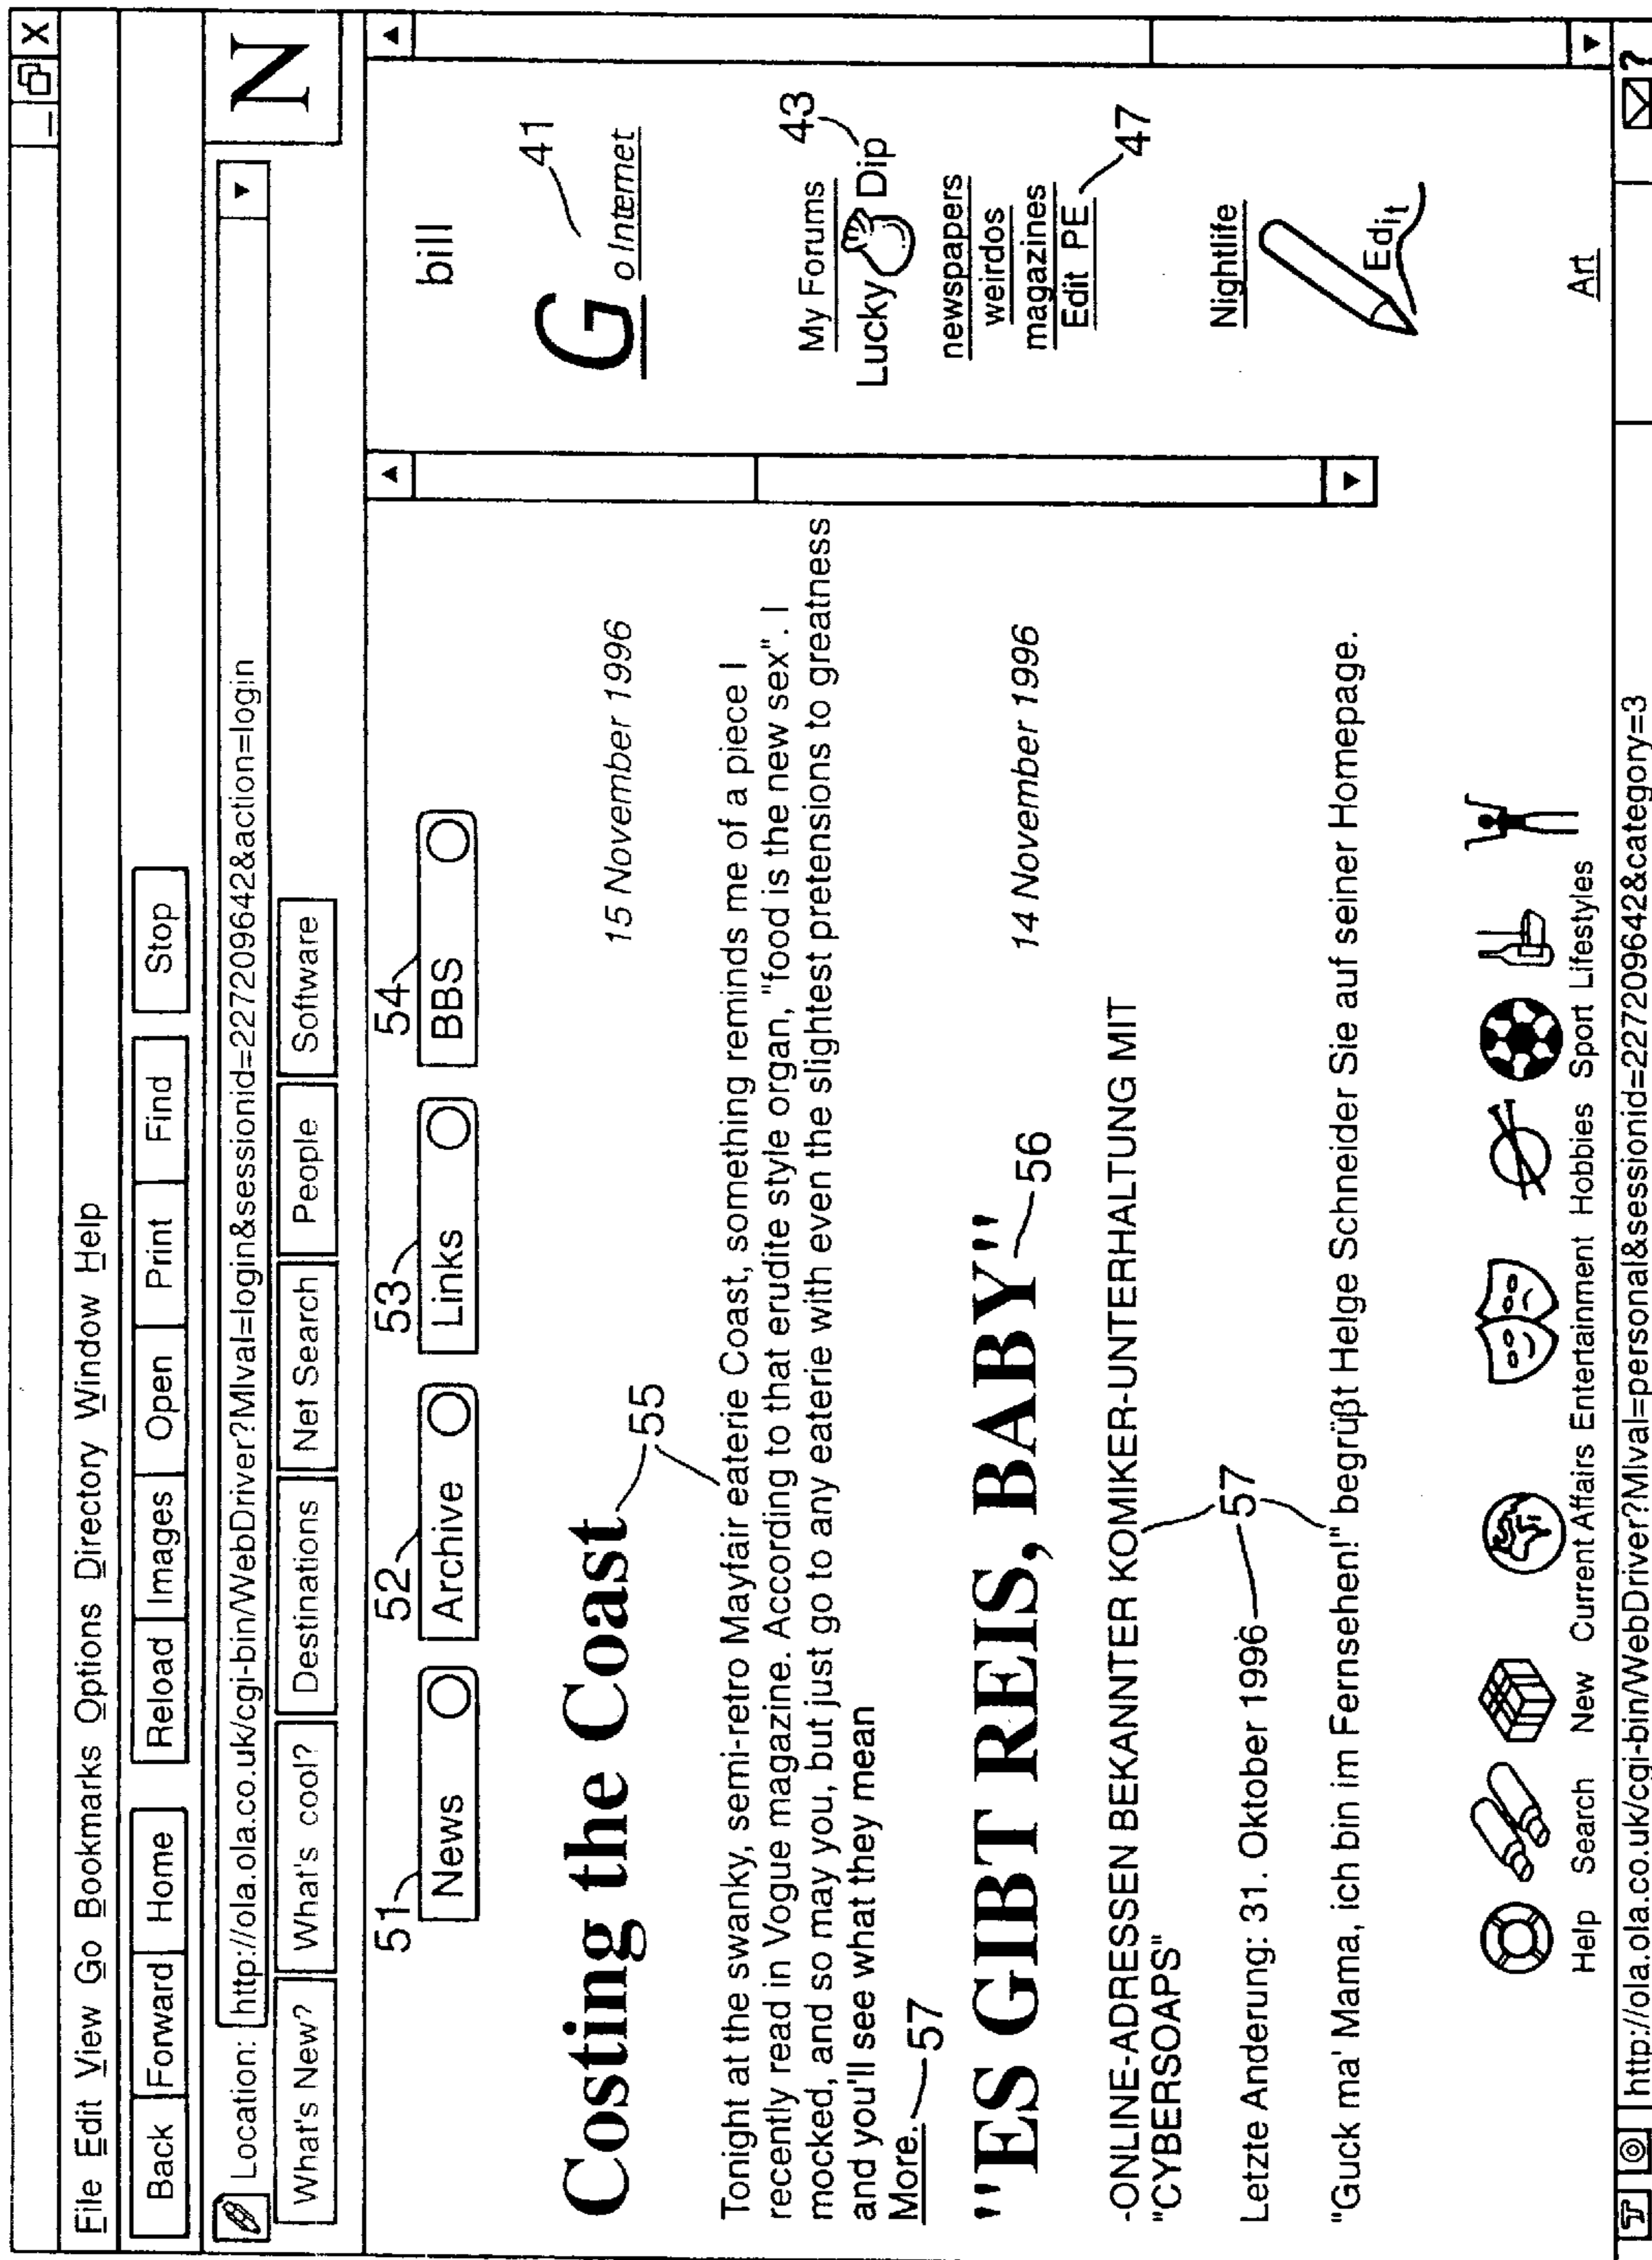 _ X
File Edit View Go Bookmarks Options Directory Window Help
Back Forward Home Reload Images Open Print Find Stop
Location: http://ola.ola.co.uk/cgi-bin/WebDriver?MIval=login&sessionid=2272209642&action=login
N
What's New? What's cool? Destinations Net Search People Software
51 52 53 54
News Archive Links BBS
bill
Costing the Coast
55
15 November 1996
Go Internet
41
Tonight at the swanky, semi-retro Mayfair eaterie Coast, something reminds me of a piece I
recently read in Vogue magazine. According to that erudite style organ, "food is the new sex". I
mocked, and so may you, but just go to any eaterie with even the slightest pretensions to greatness
and you'll see what they mean
More. 57
My Forums 43
Lucky Dip
newspapers
weirdos
magazines
Edit PE 47
"ES GIBT REIS, BABY" 56
14 November 1996
-ONLINE-ADRESSEN BEKANNTER KOMIKER-UNTERHALTUNG MIT
"CYBERSOAPS"
57
Letzte Anderung: 31. Oktober 1996
"Guck ma' Mama, ich bin im Fernsehen!" begrüßt Helge Schneider Sie auf seiner Homepage.
Nightlife
Edit
Art
Help Search New Current Affairs Entertainment Hobbies Sport Lifestyles
http://ola.ola.co.uk/cgi-bin/WebDriver?MIval=personal&sessionid=2272209642&category=3
?